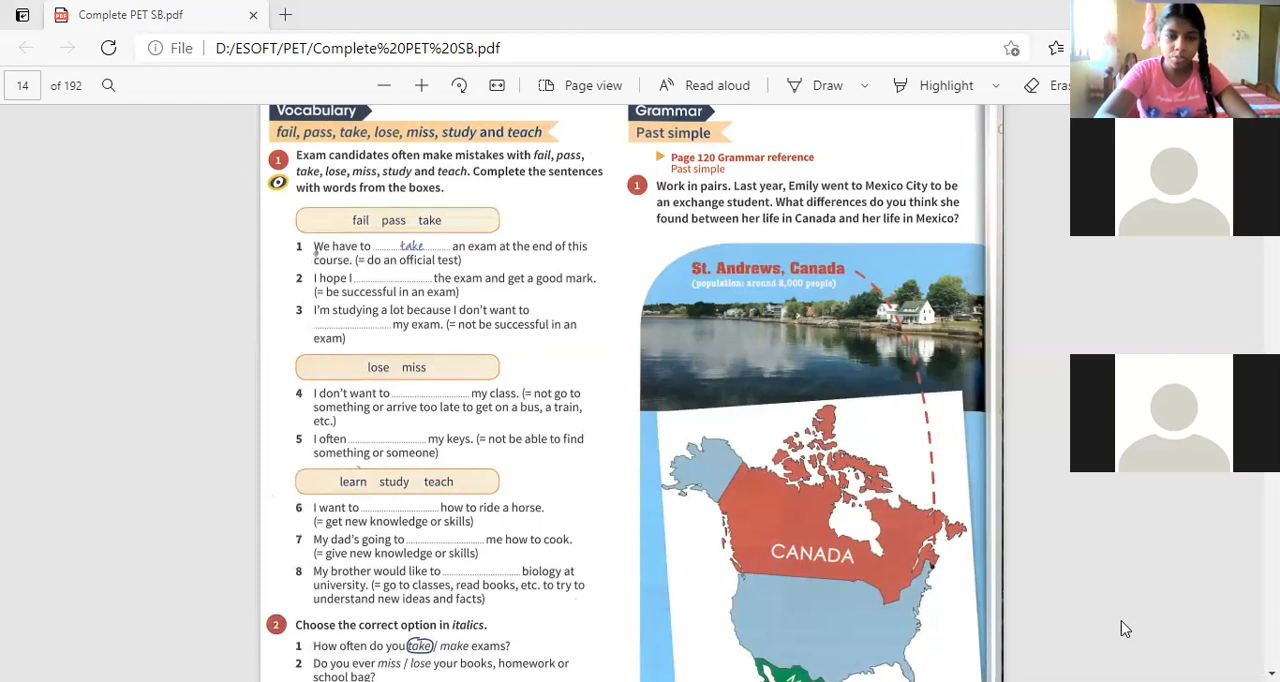 Complete PET SB.pdf
File
D:/ESOFT/PET/Complete%20PET%20SB.pdf
14
of 192
Page view
Read aloud
Draw
Highlight
Vocabulary
fail, pass, take, lose, miss, study and teach
1 Exam candidates often make mistakes with fail, pass,
take, lose, miss, study and teach. Complete the sentences
with words from the boxes.
fail pass take
1 We have to take an exam at the end of this
course. (= do an official test)
2 I hope I .......................... the exam and get a good mark.
(= be successful in an exam)
3 I'm studying a lot because I don't want to
.......................... my exam. (= not be successful in an
exam)
lose miss
4 I don't want to .......................... my class. (= not go to
something or arrive too late to get on a bus, a train,
etc.)
5 I often .......................... my keys. (= not be able to find
something or someone)
learn study teach
6 I want to .......................... how to ride a horse.
(= get new knowledge or skills)
7 My dad's going to .......................... me how to cook.
(= give new knowledge or skills)
8 My brother would like to .......................... biology at
university. (= go to classes, read books, etc. to try to
understand new ideas and facts)
2 Choose the correct option in italics.
1 How often do you take / make exams?
2 Do you ever miss / lose your books, homework or
school bag?
Grammar
Past simple
Page 120 Grammar reference
Past simple
1 Work in pairs. Last year, Emily went to Mexico City to be
an exchange student. What differences do you think she
found between her life in Canada and her life in Mexico?
St. Andrews, Canada
(population: around 8,000 people)
CANADA